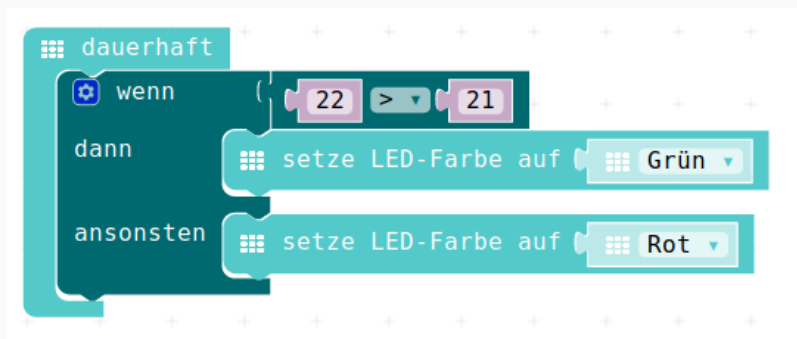 dauerhaft
wenn 22 > 21
dann setze LED-Farbe auf Grün
ansonsten setze LED-Farbe auf Rot